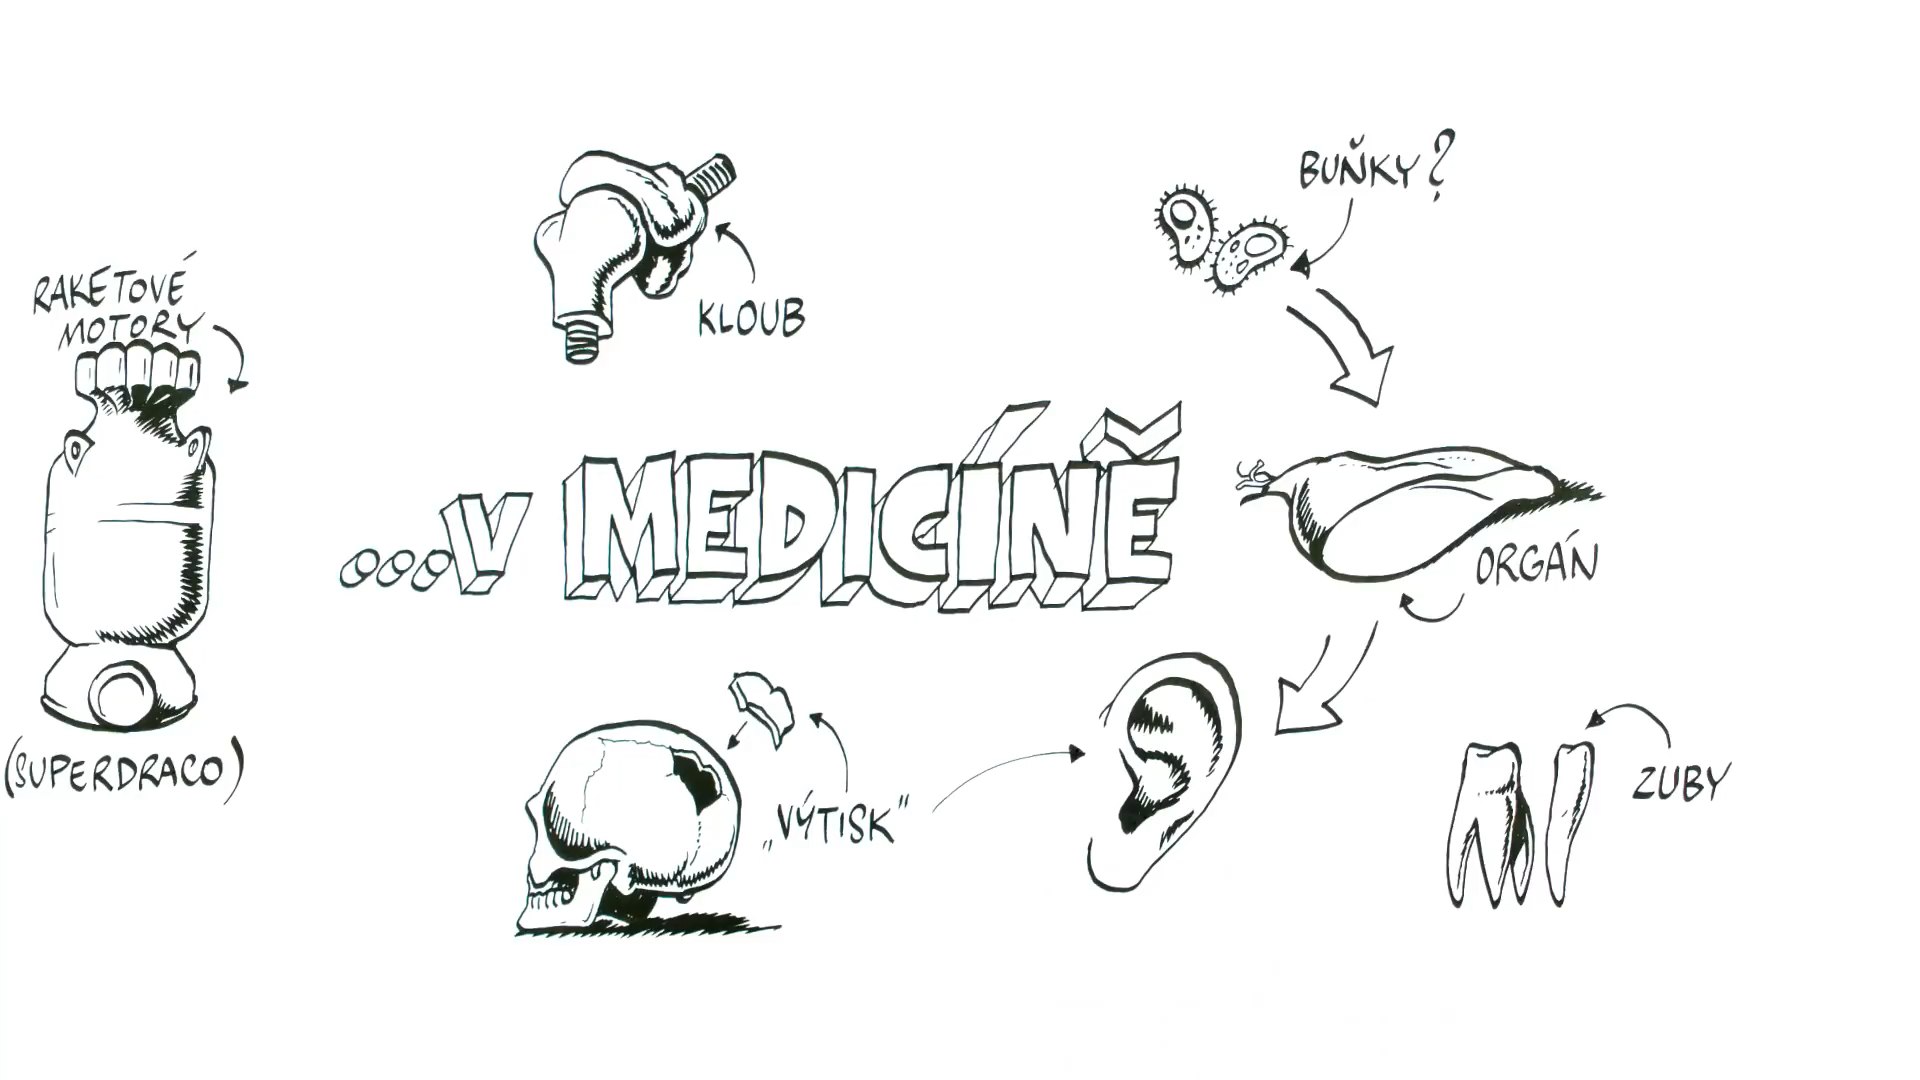 RAKETOVÉ
MOTORY
(SUPERDRACO)
KLOUB
BUŇKY?
...V MEDICÍNĚ
ORGÁN
„VÝTISK"
ZUBY